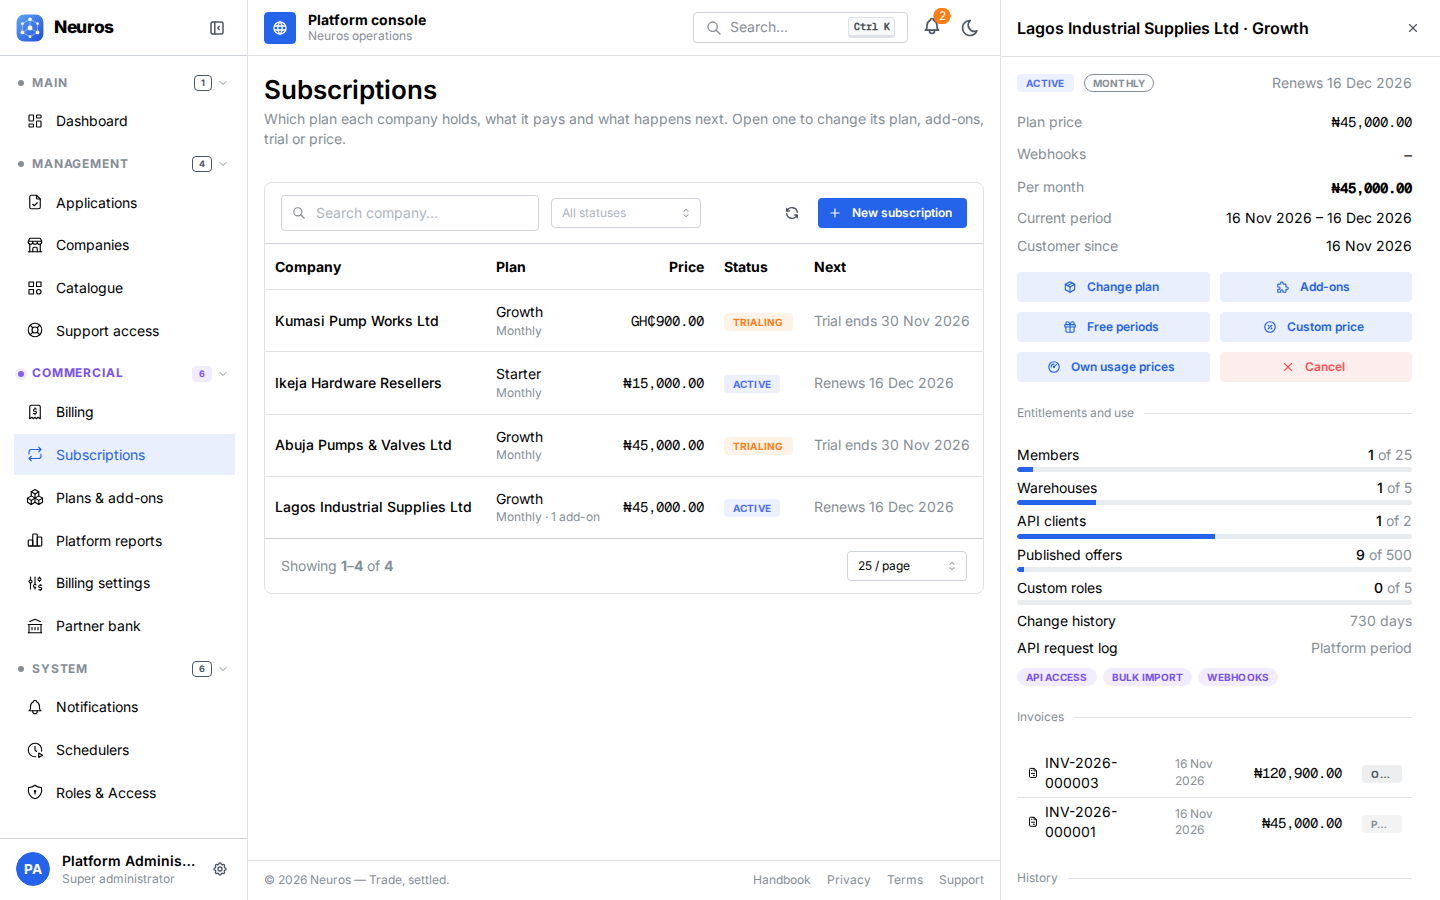 Neuros
MAIN
1
Dashboard
MANAGEMENT
4
Applications
Companies
Catalogue
Support access
COMMERCIAL
6
Billing
Subscriptions
Plans & add-ons
Platform reports
Billing settings
Partner bank
SYSTEM
6
Notifications
Schedulers
Roles & Access
PA
Platform Adminis...
Super administrator
Platform console
Neuros operations
Search...
Ctrl K
2
Subscriptions
Which plan each company holds, what it pays and what happens next. Open one to change its plan, add-ons,
trial or price.
Search company...
All statuses
New subscription
Company Plan Price Status Next
Kumasi Pump Works Ltd Growth GH₵900.00 TRIALING Trial ends 30 Nov 2026
Monthly
Ikeja Hardware Resellers Starter ₦15,000.00 ACTIVE Renews 16 Dec 2026
Monthly
Abuja Pumps & Valves Ltd Growth ₦45,000.00 TRIALING Trial ends 30 Nov 2026
Monthly
Lagos Industrial Supplies Ltd Growth ₦45,000.00 ACTIVE Renews 16 Dec 2026
Monthly · 1 add-on
Showing 1–4 of 4
25 / page
© 2026 Neuros — Trade, settled.
Handbook Privacy Terms Support
Lagos Industrial Supplies Ltd · Growth
ACTIVE MONTHLY Renews 16 Dec 2026
Plan price ₦45,000.00
Webhooks –
Per month ₦45,000.00
Current period 16 Nov 2026 – 16 Dec 2026
Customer since 16 Nov 2026
Change plan Add-ons
Free periods Custom price
Own usage prices Cancel
Entitlements and use
Members 1 of 25
Warehouses 1 of 5
API clients 1 of 2
Published offers 9 of 500
Custom roles 0 of 5
Change history 730 days
API request log Platform period
API ACCESS BULK IMPORT WEBHOOKS
Invoices
INV-2026-000003 16 Nov 2026 ₦120,900.00 O...
INV-2026-000001 16 Nov 2026 ₦45,000.00 P...
History